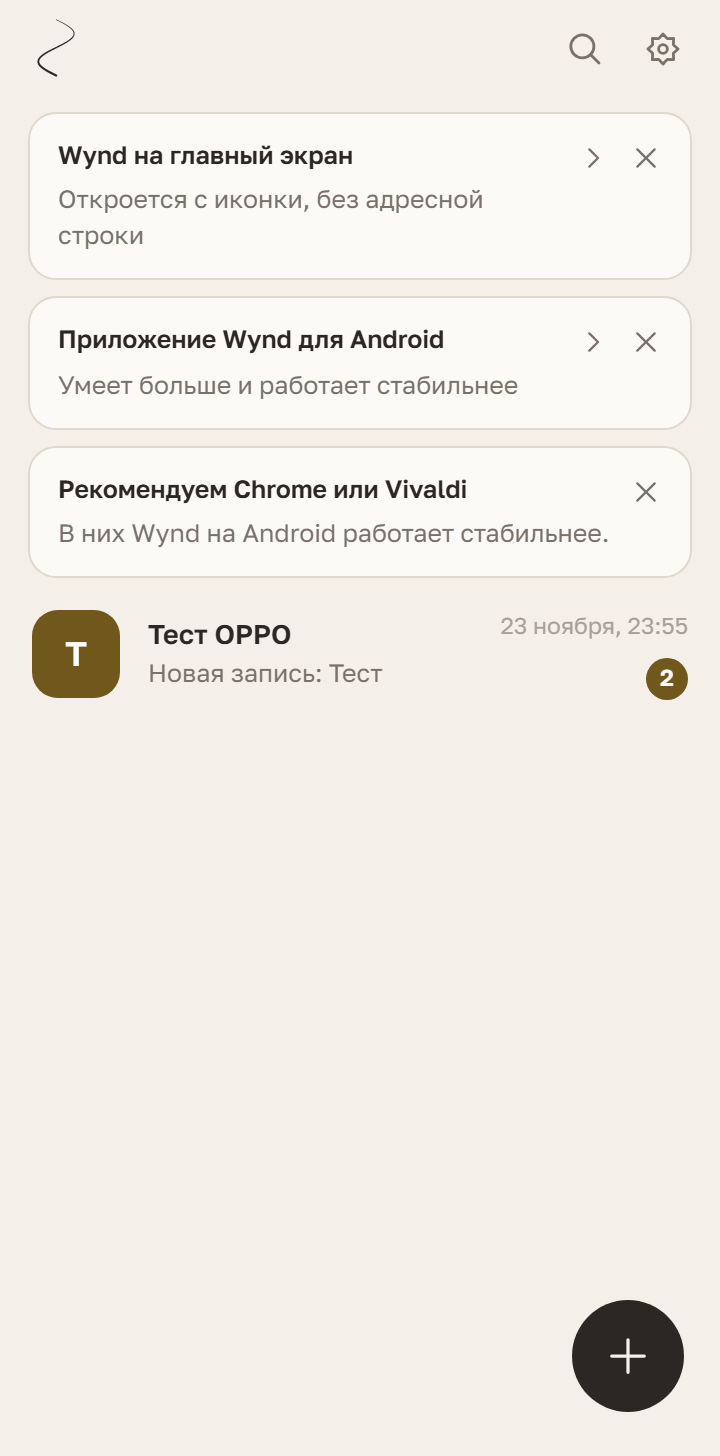 Wynd на главный экран
Откроется с иконки, без адресной
строки
Приложение Wynd для Android
Умеет больше и работает стабильнее
Рекомендуем Chrome или Vivaldi
В них Wynd на Android работает стабильнее.
Т
Тест OPPO
23 ноября, 23:55
Новая запись: Тест
2